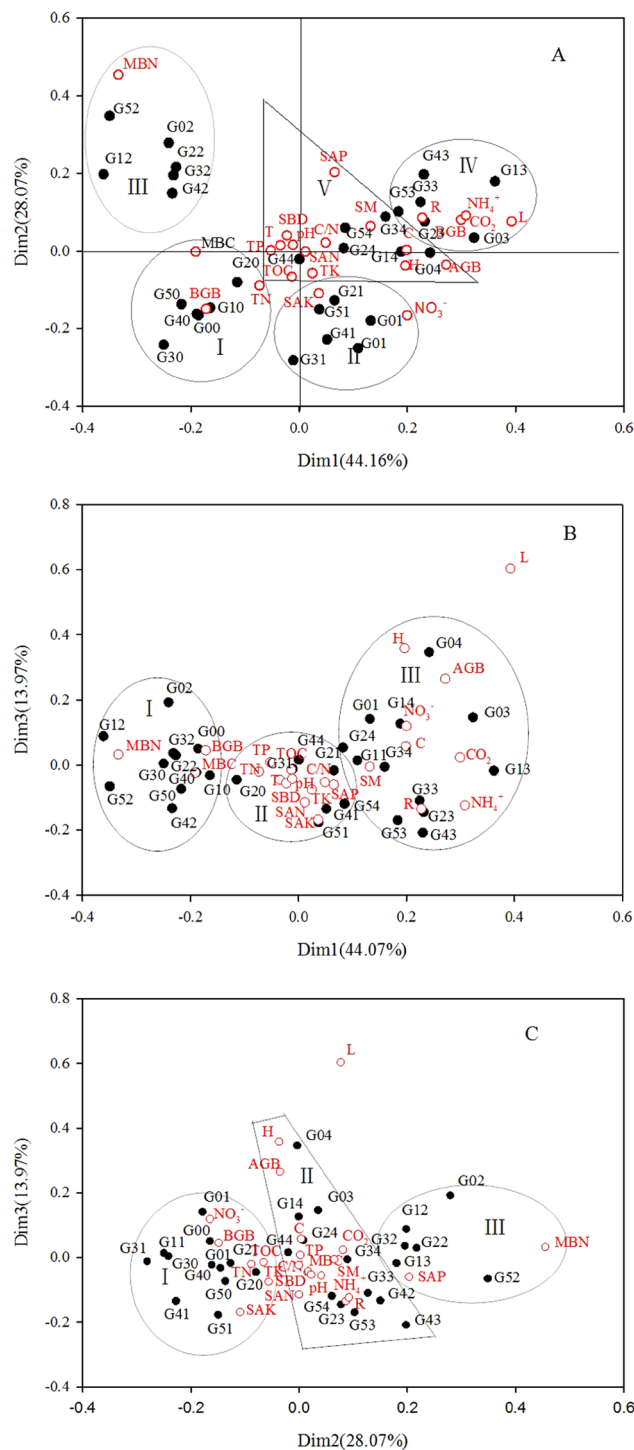 0.6
A
MBN
0.4
G52
G02
SAP
G43
IV
G13
0.2
G12
G22
G32
V
G53
G33
NH₄⁺
III
G42
SM
R
L
SBD
C/N
G34
C
BGB
CO₂
T
pH
G54
G23
G03
0.0
MBC
TP
G44
SAN
G24
G14
H
G04
AGB
TOC
TK
G20
TN
SAK
G21
G50
BGB
G10
G51
G01
NO₃⁻
-0.2
G40
G00
G41
G01
G30
I
G31
II
-0.4
-0.4 -0.2 0.0 0.2 0.4 0.6
Dim2(28.07%)
Dim1(44.16%)
0.8
B
L
0.6
0.4
H
G04
III
AGB
G02
0.2
I
G01
G14
NO₃⁻
G03
G12
G00
G44
G24
G32
BGB
TP
TOC
G11
C
CO₂
MBN
G31
G21
G34
0.0
G30
G22
MBC
TN
C/N
SM
G13
G40
T
pH
SAP
G52
G50
G10
G20
SBD
TK
G54
R
G33
NH₄⁺
G42
II
SAN
G41
G23
SAK
G51
G53
G43
-0.2
-0.4
-0.4 -0.2 0.0 0.2 0.4 0.6
Dim3(13.97%)
Dim1(44.07%)
0.8
C
L
0.6
0.4
H
G04
AGB
II
G02
0.2
G01
G14
G03
NO₃⁻
G12
III
G00
C
G11
BGB
G44
G24
CO₂
G32
G22
MBN
G31
G01
G21
TOC
TP
G34
0.0
G30
C/N
MBC
G13
G40
TN
TK
SM
SAP
I
G20
SBD
pH
NH₄⁺
G33
G52
G50
SAN
G54
R
G42
G41
SAK
G23
G51
G53
G43
-0.2
-0.4
-0.4 -0.2 0.0 0.2 0.4 0.6
Dim3(13.97%)
Dim2(28.07%)